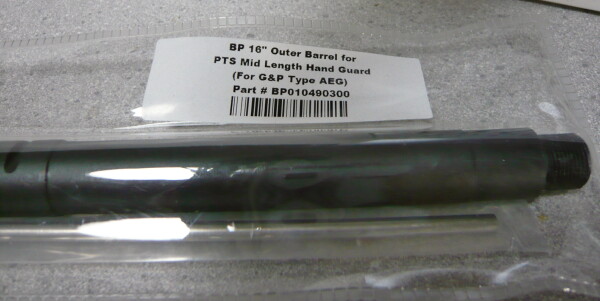 BP 16" Outer Barrel for
PTS Mid Length Hand Guard
(For G&P Type AEG)
Part # BP010490300